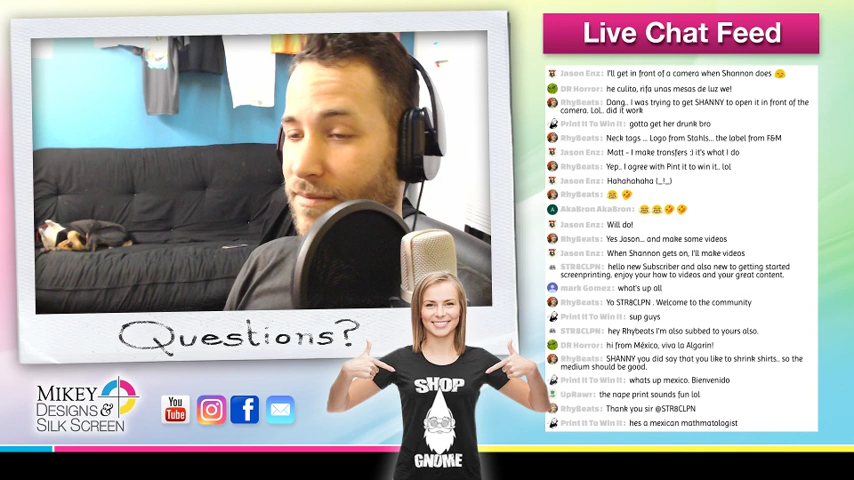 Live Chat Feed
Jason Enz: I'll get in front of a camera when Shannon does
DR Horror: he culito, rifa unas mesas de luz we!
RhyBeats: Dang.. I was trying to get SHANNY to open it in front of the
camera. Lol.. did it work
Print It To Win It: gotta get her drunk bro
RhyBeats: Neck tags ... Logo from Stahls... the label from F&M
Jason Enz: Matt - I make transfers :) it's what I do
RhyBeats: Yep.. I agree with Pint it to win it.. lol
Jason Enz: Hahahahaha (_!_)
RhyBeats:
AkaBron AkaBron:
Jason Enz: Will do!
RhyBeats: Yes Jason... and make some videos
Jason Enz: When Shannon gets on, I'll make videos
STR8CLPN: hello new Subscriber and also new to getting started
screenprinting. enjoy your how to videos and your great content.
mark Gomez: what's up all
RhyBeats: Yo STR8CLPN . Welcome to the community
Print It To Win It: sup guys
STR8CLPN: hey Rhybeats I'm also subbed to yours also.
DR Horror: hi from México, viva la Algarin!
RhyBeats: SHANNY you did say that you like to shrink shirts.. so the
medium should be good.
Print It To Win It: whats up mexico. Bienvenido
UpRawr: the nape print sounds fun lol
RhyBeats: Thank you sir @STR8CLPN
Print It To Win It: hes a mexican mathmatologist
Questions?
MIKEY
DESIGNS &
SILK SCREEN
You
Tube
SHOP
GNOME